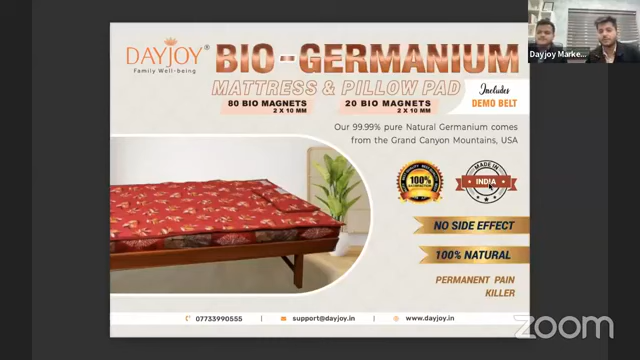 DAYJOY®
Family Well-being
BIO-GERMANIUM
MATTRESS & PILLOW PAD
80 BIO MAGNETS
2 X 10 MM
20 BIO MAGNETS
2 X 10 MM
Includes
DEMO BELT
Our 99.99% pure Natural Germanium comes
from the Grand Canyon Mountains, USA
100%
MADE IN
INDIA
NO SIDE EFFECT
100% NATURAL
PERMANENT PAIN
KILLER
07733990555
support@dayjoy.in
www.dayjoy.in
Dayjoy Marke...
zoom